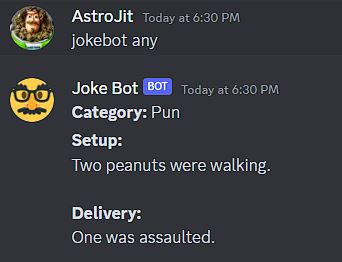 AstroJit Today at 6:30 PM
jokebot any
Joke Bot BOT Today at 6:30 PM
Category: Pun
Setup:
Two peanuts were walking.
Delivery:
One was assaulted.